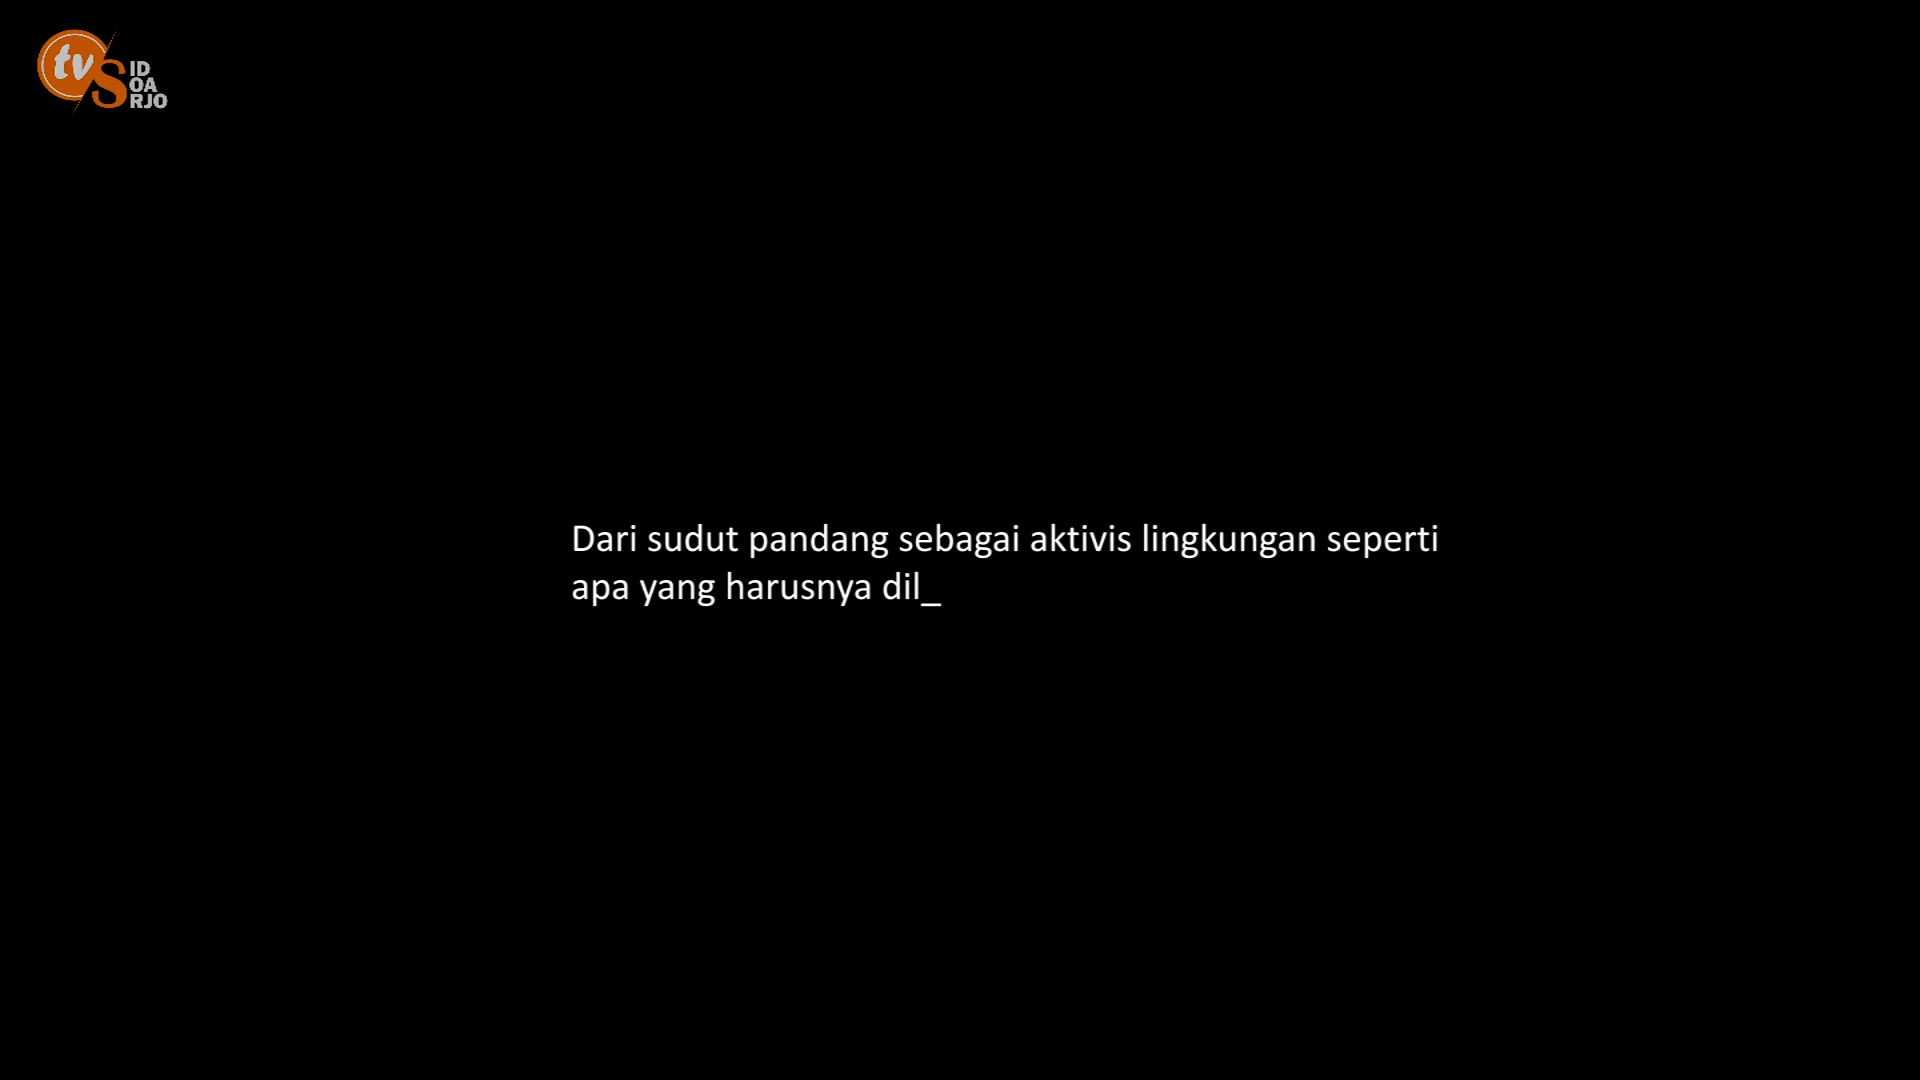 tv S ID
OA
RJO
Dari sudut pandang sebagai aktivis lingkungan seperti
apa yang harusnya dil_